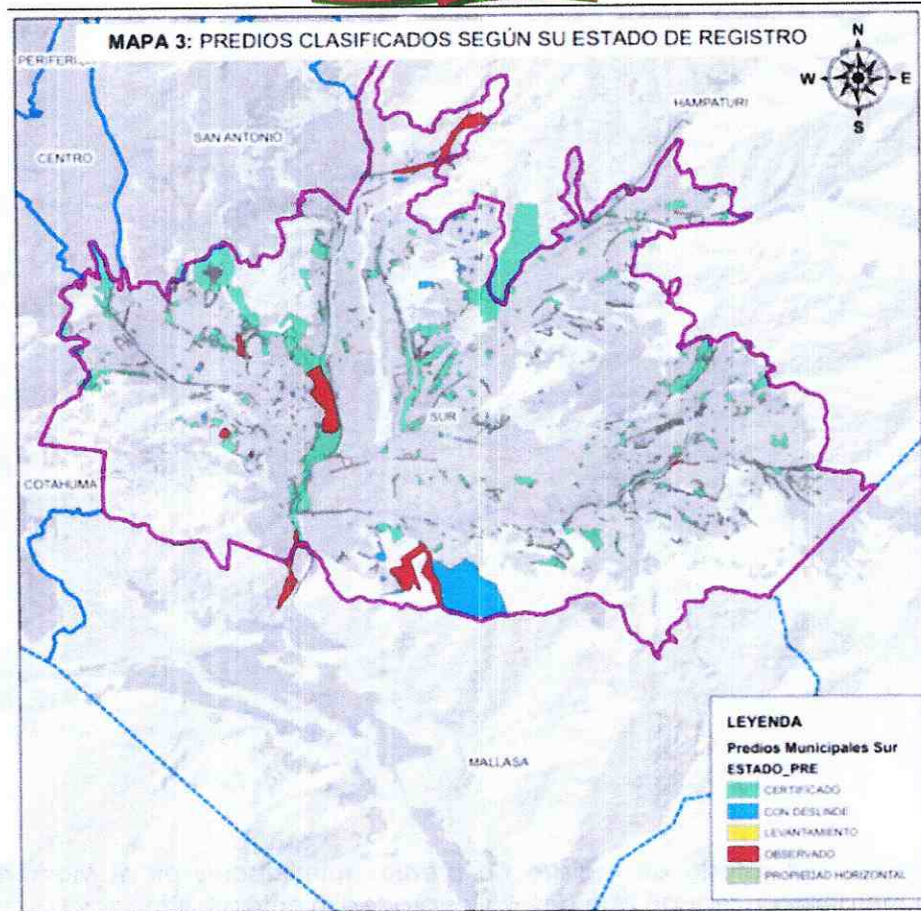 MAPA 3: PREDIOS CLASIFICADOS SEGÚN SU ESTADO DE REGISTRO
N
W E
S
HAMPATURI
SAN ANTONIO
CENTRO
SUR
COTAHUMA
MALLASA
LEYENDA
Predios Municipales Sur
ESTADO_PRE
CERTIFICADO
CON DESLINDE
LEVANTAMIENTO
OBSERVADO
PROPIEDAD HORIZONTAL